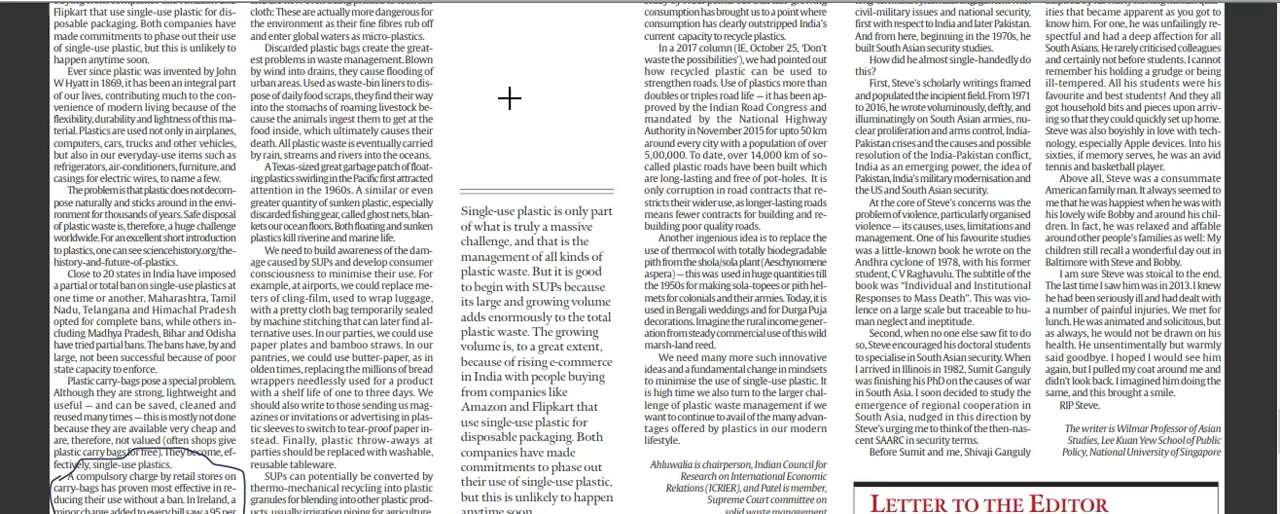 Flipkart that use single-use plastic for dis-
posable packaging. Both companies have
made commitments to phase out their use
of single-use plastic, but this is unlikely to
happen anytime soon.
Ever since plastic was invented by John
W Hyatt in 1869, it has been an integral part
of our lives, contributing much to the con-
venience of modern living because of the
flexibility, durability and lightness of this ma-
terial. Plastics are used not only in airplanes,
computers, cars, trucks and other vehicles,
but also in our everyday-use items such as
refrigerators, air-conditioners, furniture, and
casings for electric wires, to name a few.
The problem is that plastic does not decom-
pose naturally and sticks around in the envi-
ronment for thousands of years. Safe disposal
of plastic waste is, therefore, a huge challenge
worldwide. For an excellent short introduction
to plastics, one can see sciencehistory.org/the-
history-and-future-of-plastics.
Close to 20 states in India have imposed
a partial or total ban on single-use plastics at
one time or another. Maharashtra, Tamil
Nadu, Telangana and Himachal Pradesh
opted for complete bans, while others in-
cluding Madhya Pradesh, Bihar and Odisha
have tried partial bans. The bans have, by and
large, not been successful because of poor
state capacity to enforce.
Plastic carry-bags pose a special problem.
Although they are strong, lightweight and
useful — and can be saved, cleaned and
reused many times — this is mostly not done
because they are available very cheap and
are, therefore, not valued (often shops give
plastic carry bags for free). They become, ef-
fectively, single-use plastics.
A compulsory charge by retail stores on
carry-bags has proven most effective in re-
ducing their use without a ban. In Ireland, a
minor charge added to every bill saw a 95 per
cloth: These are actually more dangerous for
the environment as their fine fibres rub off
and enter global waters as micro-plastics.
Discarded plastic bags create the great-
est problems in waste management. Blown
by wind into drains, they cause flooding of
urban areas. Used as waste-bin liners to dis-
pose of daily food scraps, they find their way
into the stomachs of roaming livestock be-
cause the animals ingest them to get at the
food inside, which ultimately causes their
death. All plastic waste is eventually carried
by rain, streams and rivers into the oceans.
A Texas-sized great garbage patch of float-
ing plastics swirling in the Pacific first attracted
attention in the 1960s. A similar or even
greater quantity of sunken plastic, especially
discarded fishing gear, called ghost nets, blan-
kets our ocean floors. Both floating and sunken
plastics kill riverine and marine life.
We need to build awareness of the dam-
age caused by SUPs and develop consumer
consciousness to minimise their use. For
example, at airports, we could replace me-
ters of cling-film, used to wrap luggage,
with a pretty cloth bag temporarily sealed
by machine stitching that can later find al-
ternative uses. In our parties, we could use
paper plates and bamboo straws. In our
pantries, we could use butter-paper, as in
olden times, replacing the millions of bread
wrappers needlessly used for a product
with a shelf life of one to three days. We
should also write to those sending us mag-
azines or invitations or advertising in plas-
tic sleeves to switch to tear-proof paper in-
stead. Finally, plastic throw-aways at
parties should be replaced with washable,
reusable tableware.
SUPs can potentially be converted by
thermo-mechanical recycling into plastic
granules for blending into other plastic prod-
ucts, usually irrigation piping for agriculture.
Single-use plastic is only part
of what is truly a massive
challenge, and that is the
management of all kinds of
plastic waste. But it is good
to begin with SUPs because
its large and growing volume
adds enormously to the total
plastic waste. The growing
volume is, to a great extent,
because of rising e-commerce
in India with people buying
from companies like
Amazon and Flipkart that
use single-use plastic for
disposable packaging. Both
companies have made
commitments to phase out
their use of single-use plastic,
but this is unlikely to happen
anytime soon.
consumption has brought us to a point where
consumption has clearly outstripped India's
current capacity to recycle plastics.
In a 2017 column (IE, October 25, 'Don't
waste the possibilities'), we had pointed out
how recycled plastic can be used to
strengthen roads. Use of plastics more than
doubles or triples road life — it has been ap-
proved by the Indian Road Congress and
mandated by the National Highway
Authority in November 2015 for upto 50 km
around every city with a population of over
5,00,000. To date, over 14,000 km of so-
called plastic roads have been built which
are long-lasting and free of pot-holes. It is
only corruption in road contracts that re-
stricts their wider use, as longer-lasting roads
means fewer contracts for building and re-
building poor quality roads.
Another ingenious idea is to replace the
use of thermocol with totally biodegradable
pith from the shola/sola plant (Aeschynomene
aspera) — this was used in huge quantities till
the 1950s for making sola-topees or pith hel-
mets for colonials and their armies. Today, it is
used in Bengali weddings and for Durga Puja
decorations. Imagine the rural income gener-
ation from steady commercial use of this wild
marsh-land reed.
We need many more such innovative
ideas and a fundamental change in mindsets
to minimise the use of single-use plastic. It
is high time we also turn to the larger chal-
lenge of plastic waste management if we
want to continue to avail of the many advan-
tages offered by plastics in our modern
lifestyle.
Ahluwalia is chairperson, Indian Council for
Research on International Economic
Relations (ICRIER), and Patel is member,
Supreme Court committee on
solid waste management
civil-military issues and national security,
first with respect to India and later Pakistan.
And from here, beginning in the 1970s, he
built South Asian security studies.
How did he almost single-handedly do
this?
First, Steve's scholarly writings framed
and populated the incipient field. From 1971
to 2016, he wrote voluminously, deftly, and
illuminatingly on South Asian armies, nu-
clear proliferation and arms control, India-
Pakistan crises and the causes and possible
resolution of the India-Pakistan conflict,
India as an emerging power, the idea of
Pakistan, India's military modernisation and
the US and South Asian security.
At the core of Steve's concerns was the
problem of violence, particularly organised
violence — its causes, uses, limitations and
management. One of his favourite studies
was a little-known book he wrote on the
Andhra cyclone of 1978, with his former
student, C V Raghavulu. The subtitle of the
book was "Individual and Institutional
Responses to Mass Death". This was vio-
lence on a large scale but traceable to hu-
man neglect and ineptitude.
Second, when no one else saw fit to do
so, Steve encouraged his doctoral students
to specialise in South Asian security. When
I arrived in Illinois in 1982, Sumit Ganguly
was finishing his PhD on the causes of war
in South Asia. I soon decided to study the
emergence of regional cooperation in
South Asia, nudged in this direction by
Steve's urging me to think of the then-nas-
cent SAARC in security terms.
Before Sumit and me, Shivaji Ganguly
ities that became apparent as you got to
know him. For one, he was unfailingly re-
spectful and had a deep affection for all
South Asians. He rarely criticised colleagues
and certainly not before students. I cannot
remember his holding a grudge or being
ill-tempered. All his students were his
favourite and best students! And they all
got household bits and pieces upon arriv-
ing so that they could quickly set up home.
Steve was also boyishly in love with tech-
nology, especially Apple devices. Into his
sixties, if memory serves, he was an avid
tennis and basketball player.
Above all, Steve was a consummate
American family man. It always seemed to
me that he was happiest when he was with
his lovely wife Bobby and around his chil-
dren. In fact, he was relaxed and affable
around other people's families as well: My
children still recall a wonderful day out in
Baltimore with Steve and Bobby.
I am sure Steve was stoical to the end.
The last time I saw him was in 2013. I knew
he had been seriously ill and had dealt with
a number of painful injuries. We met for
lunch. He was animated and solicitous, but
as always, he would not be drawn on his
health. He unsentimentally but warmly
said goodbye. I hoped I would see him
again, but I pulled my coat around me and
didn't look back. I imagined him doing the
same, and this brought a smile.
RIP Steve.
The writer is Wilmar Professor of Asian
Studies, Lee Kuan Yew School of Public
Policy, National University of Singapore
LETTER TO THE EDITOR